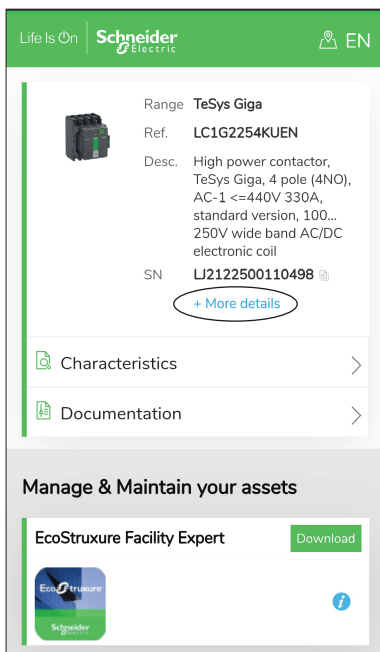 Life Is On | Schneider Electric EN
Range TeSys Giga
Ref. LC1G2254KUEN
Desc. High power contactor,
TeSys Giga, 4 pole (4NO),
AC-1 <=440V 330A,
standard version, 100...
250V wide band AC/DC
electronic coil
SN LJ2122500110498
+ More details
Characteristics
Documentation
Manage & Maintain your assets
EcoStruxure Facility Expert Download
EcoStruxure
Schneider
Electric